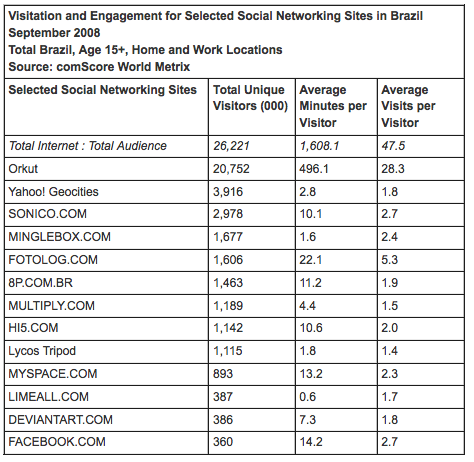 Visitation and Engagement for Selected Social Networking Sites in Brazil
September 2008
Total Brazil, Age 15+, Home and Work Locations
Source: comScore World Metrix
Selected Social Networking Sites Total Unique Visitors (000) Average Minutes per Visitor Average Visits per Visitor
Total Internet : Total Audience 26,221 1,608.1 47.5
Orkut 20,752 496.1 28.3
Yahoo! Geocities 3,916 2.8 1.8
SONICO.COM 2,978 10.1 2.7
MINGLEBOX.COM 1,677 1.6 2.4
FOTOLOG.COM 1,606 22.1 5.3
8P.COM.BR 1,463 11.2 1.9
MULTIPLY.COM 1,189 4.4 1.5
HI5.COM 1,142 10.6 2.0
Lycos Tripod 1,115 1.8 1.4
MYSPACE.COM 893 13.2 2.3
LIMEALL.COM 387 0.6 1.7
DEVIANTART.COM 386 7.3 1.8
FACEBOOK.COM 360 14.2 2.7